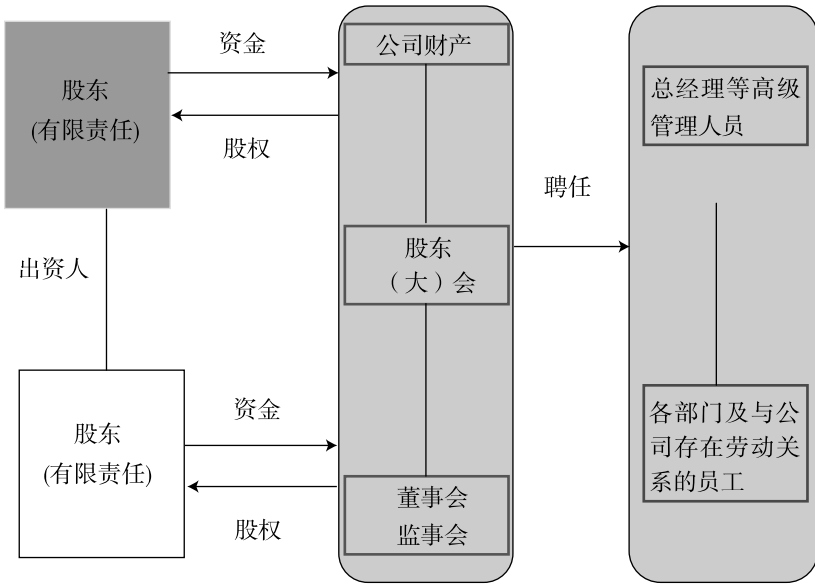 股东
(有限责任)
资金
股权
出资人
股东
(有限责任)
资金
股权
公司财产
股东
（大）会
董事会
监事会
聘任
总经理等高级
管理人员
各部门及与公
司存在劳动关
系的员工